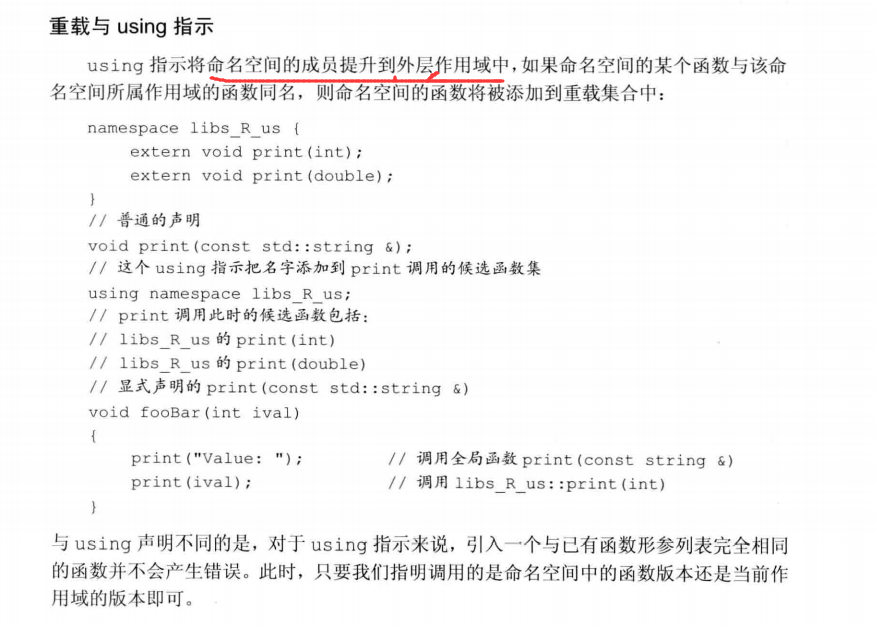 重载与 using 指示
using 指示将命名空间的成员提升到外层作用域中,如果命名空间的某个函数与该命
名空间所属作用域的函数同名，则命名空间的函数将被添加到重载集合中：
namespace libs_R_us {
extern void print(int);
extern void print(double);
}
// 普通的声明
void print(const std::string &);
// 这个 using 指示把名字添加到 print 调用的候选函数集
using namespace libs_R_us;
// print 调用此时的候选函数包括：
// libs_R_us 的 print(int)
// libs_R_us 的 print(double)
// 显式声明的 print(const std::string &)
void fooBar(int ival)
{
print("Value: "); // 调用全局函数 print(const string &)
print(ival); // 调用 libs_R_us::print(int)
}
与 using 声明不同的是，对于 using 指示来说，引入一个与已有函数形参列表完全相同
的函数并不会产生错误。此时，只要我们指明调用的是命名空间中的函数版本还是当前作
用域的版本即可。